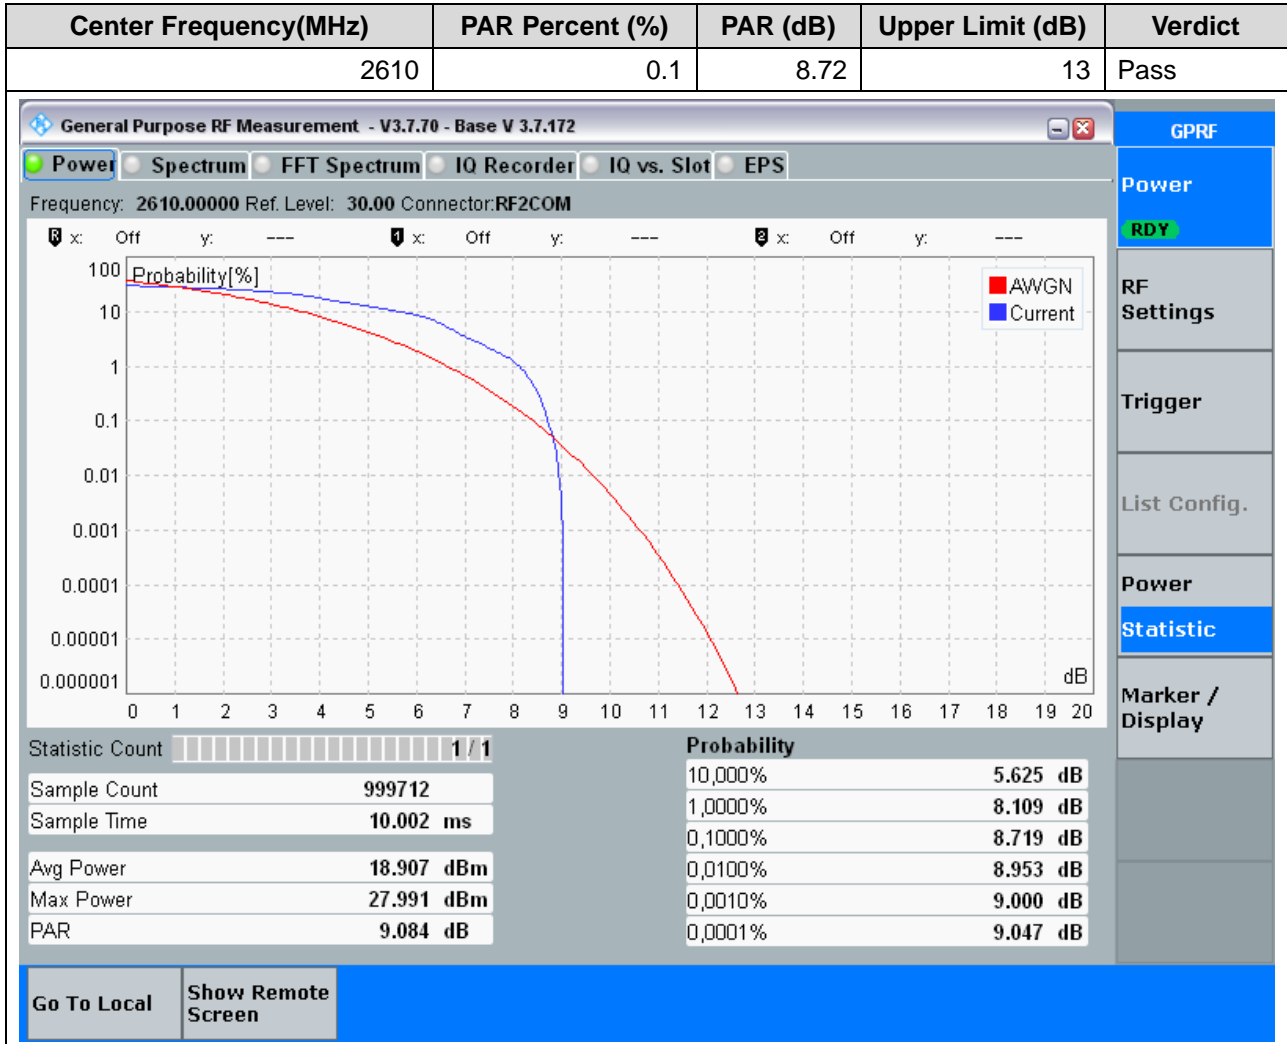 Center Frequency(MHz) PAR Percent (%) PAR (dB) Upper Limit (dB) Verdict
2610 0.1 8.72 13 Pass
General Purpose RF Measurement - V3.7.70 - Base V 3.7.172
GPRF
Power Spectrum FFT Spectrum IQ Recorder IQ vs. Slot EPS
Frequency: 2610.00000 Ref. Level: 30.00 Connector:RF2COM
R x: Off y: --- 1 x: Off y: --- 2 x: Off y: ---
Probability[%]
AWGN
Current
100
10
1
0.1
0.01
0.001
0.0001
0.00001
0.000001
dB
0 1 2 3 4 5 6 7 8 9 10 11 12 13 14 15 16 17 18 19 20
Statistic Count 1 / 1
Sample Count 999712
Sample Time 10.002 ms
Avg Power 18.907 dBm
Max Power 27.991 dBm
PAR 9.084 dB
Probability
10,000% 5.625 dB
1,0000% 8.109 dB
0,1000% 8.719 dB
0,0100% 8.953 dB
0,0010% 9.000 dB
0,0001% 9.047 dB
Power
RDY
RF
Settings
Trigger
List Config.
Power
Statistic
Marker /
Display
Go To Local
Show Remote
Screen